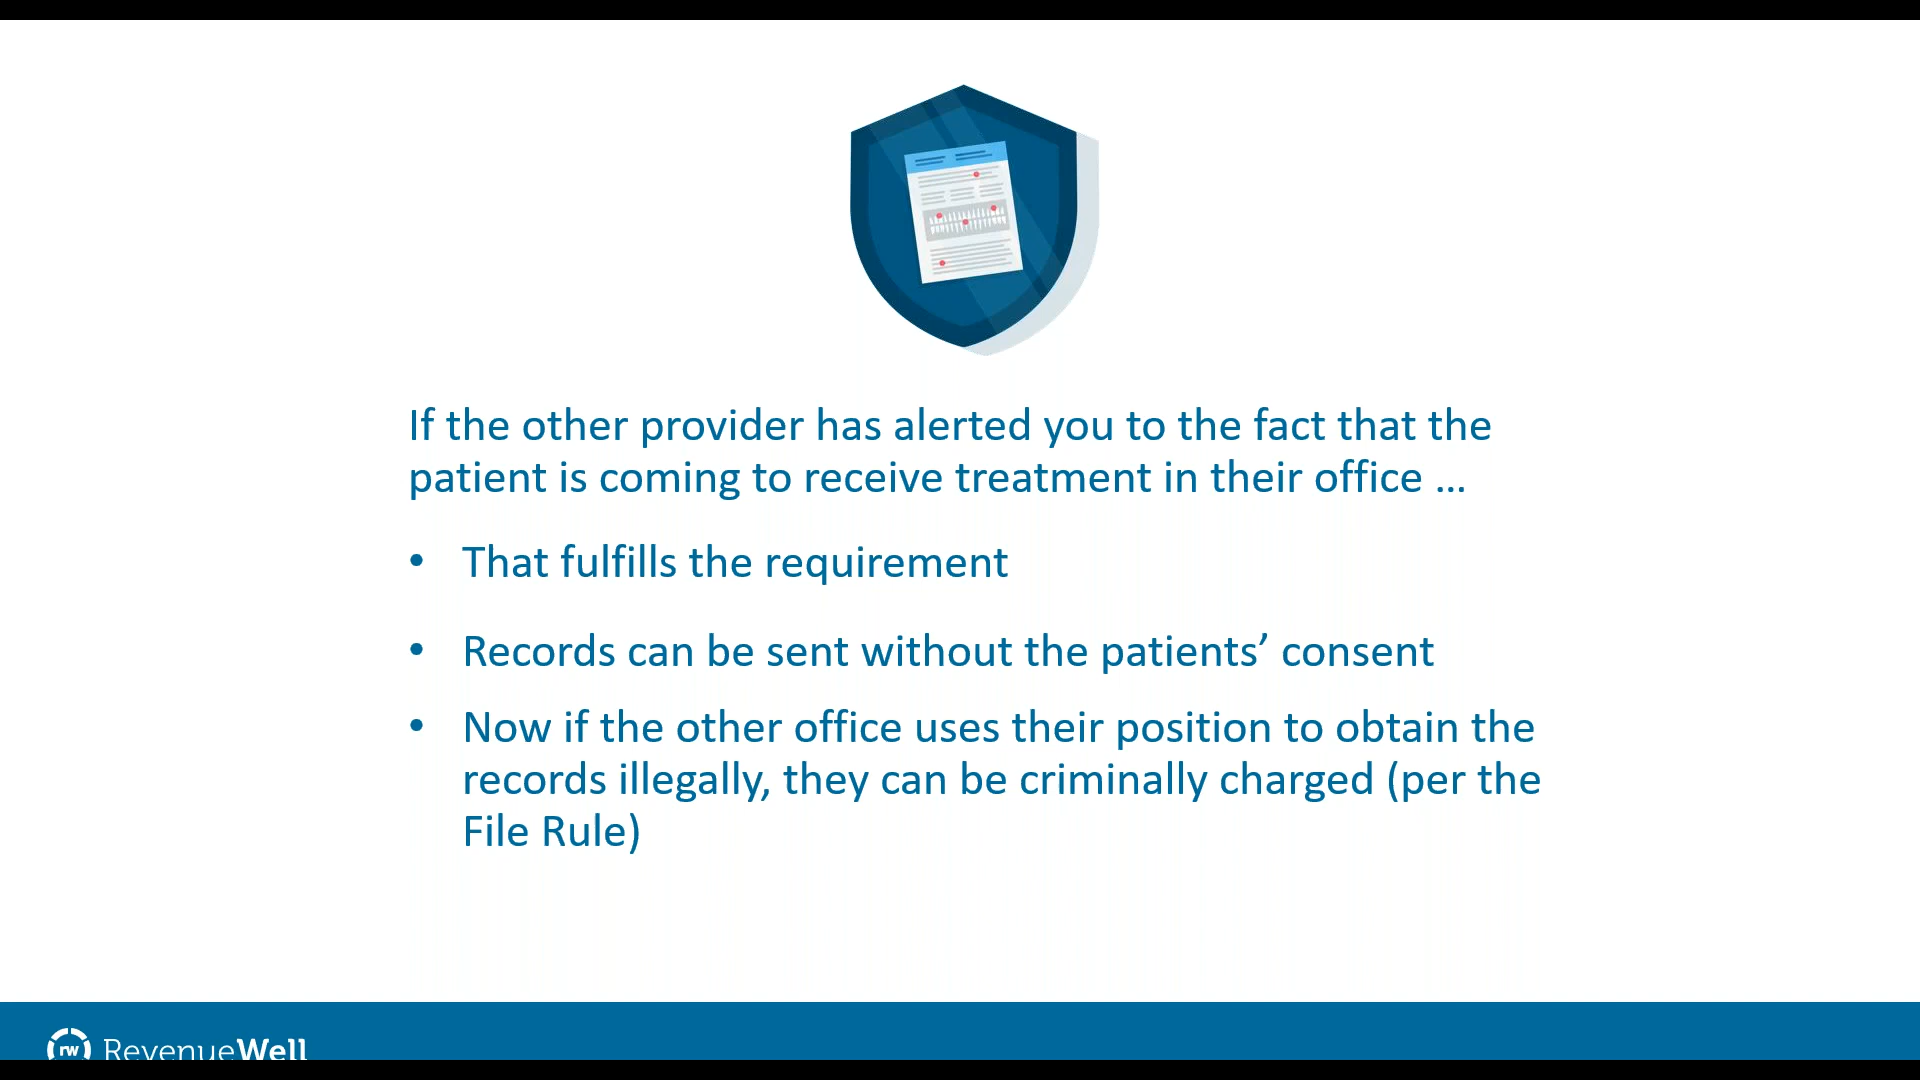 If the other provider has alerted you to the fact that the
patient is coming to receive treatment in their office ...
• That fulfills the requirement
• Records can be sent without the patients’ consent
• Now if the other office uses their position to obtain the
records illegally, they can be criminally charged (per the
File Rule)
rw RevenueWell